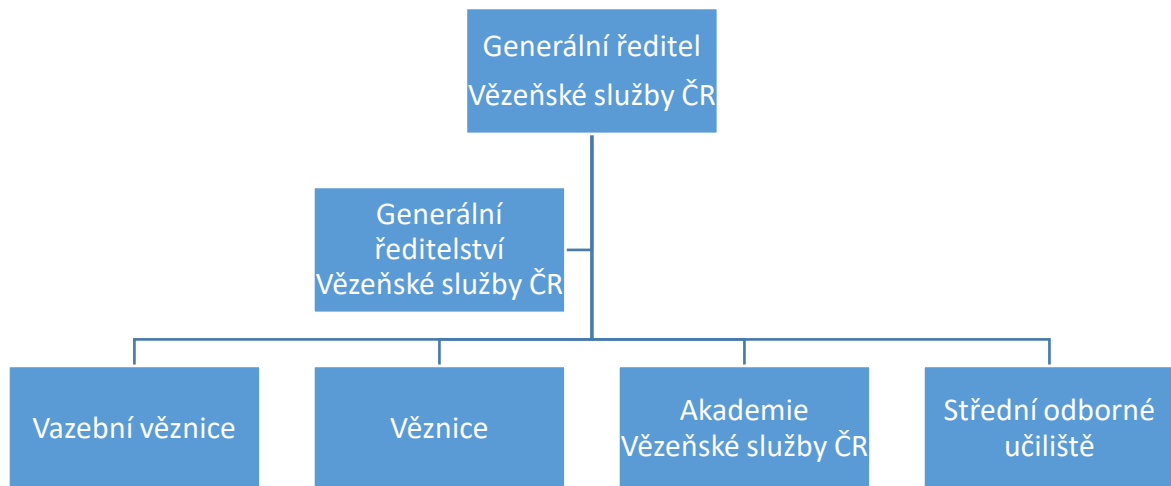 Generální ředitel
Vězeňské služby ČR
Generální
ředitelství
Vězeňské služby ČR
Vazební věznice
Věznice
Akademie
Vězeňské služby ČR
Střední odborné
učiliště